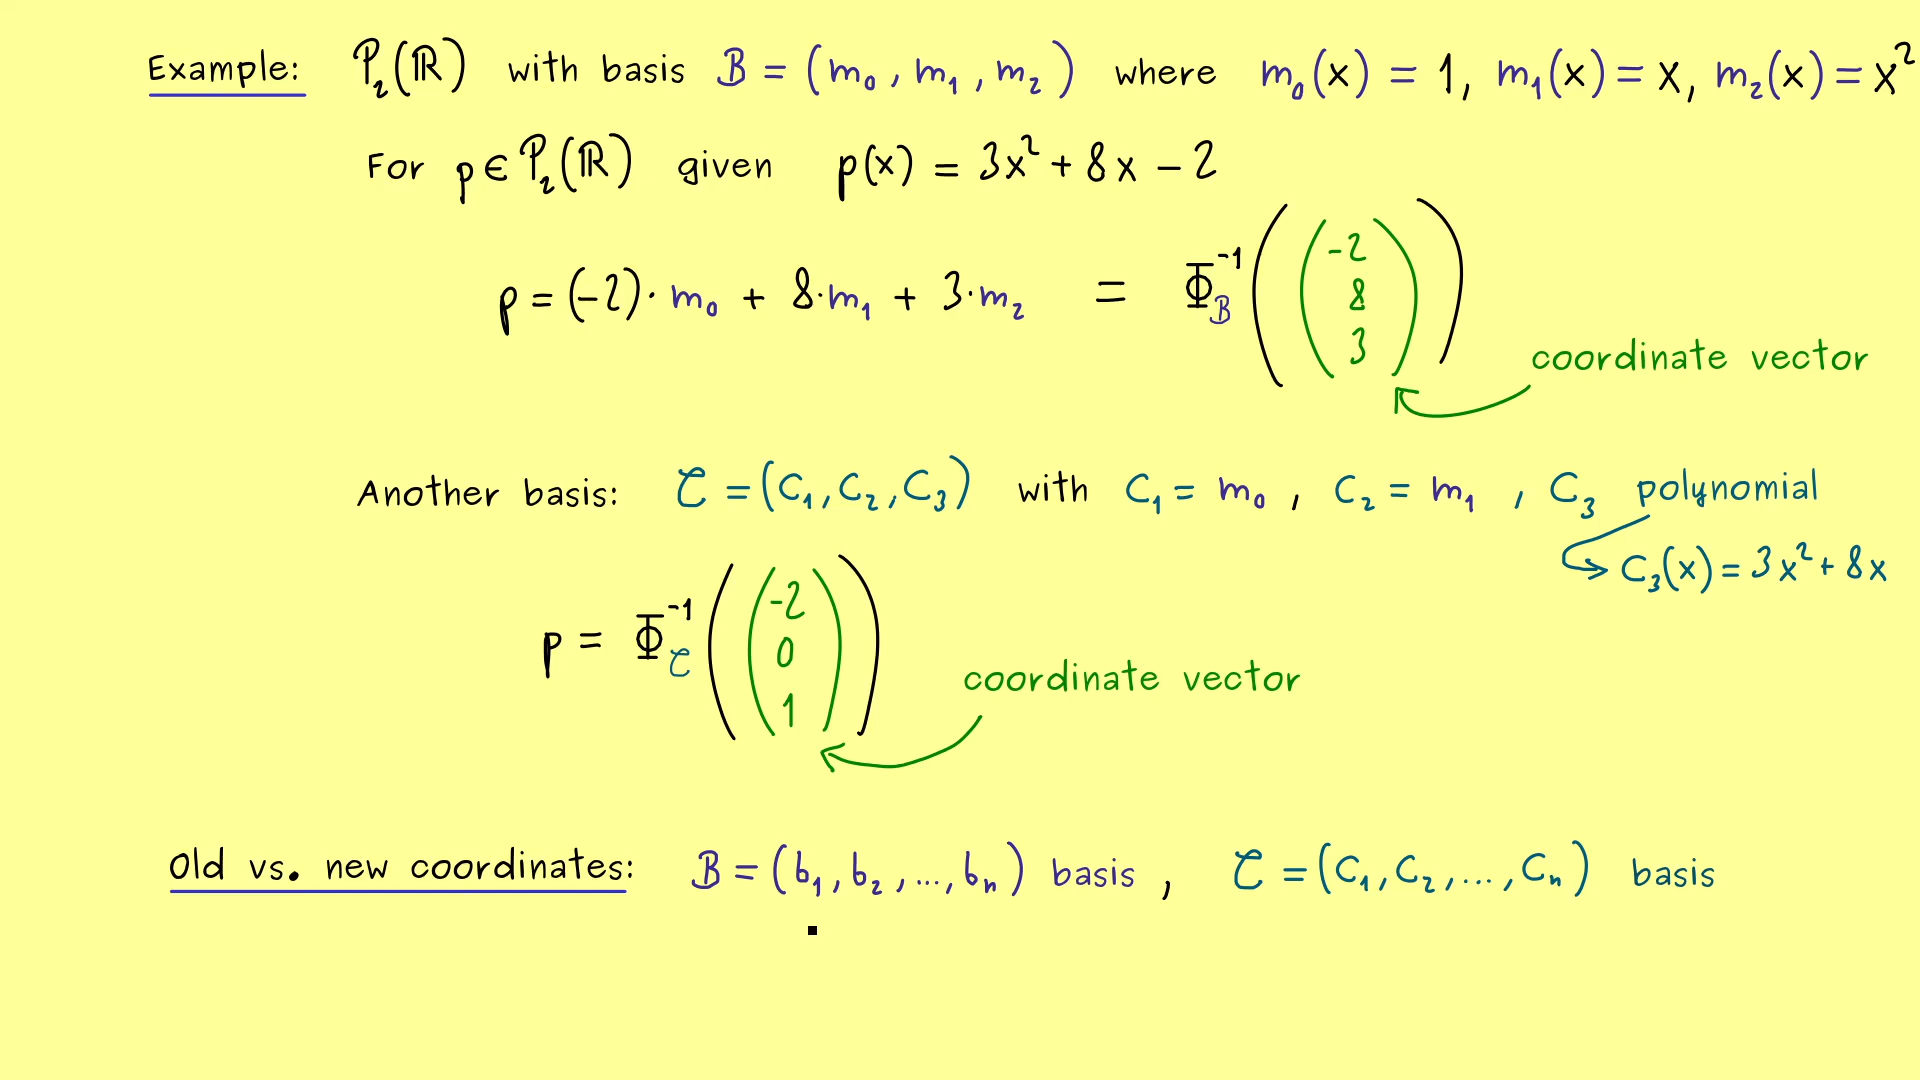 Example: P₂(ℝ) with basis B = (m₀, m₁, m₂) where m₀(x) = 1, m₁(x) = x, m₂(x) = x²
For p ∈ P₂(ℝ) given p(x) = 3x² + 8x − 2
p = (−2)·m₀ + 8·m₁ + 3·m₂ = Φ_B⁻¹((−2 8 3))
coordinate vector
Another basis: C = (c₁, c₂, c₃) with c₁ = m₀, c₂ = m₁, c₃ polynomial
c₃(x) = 3x² + 8x
p = Φ_C⁻¹((−2 0 1))
coordinate vector
Old vs. new coordinates: B = (b₁, b₂, ..., bₙ) basis, C = (c₁, c₂, ..., cₙ) basis